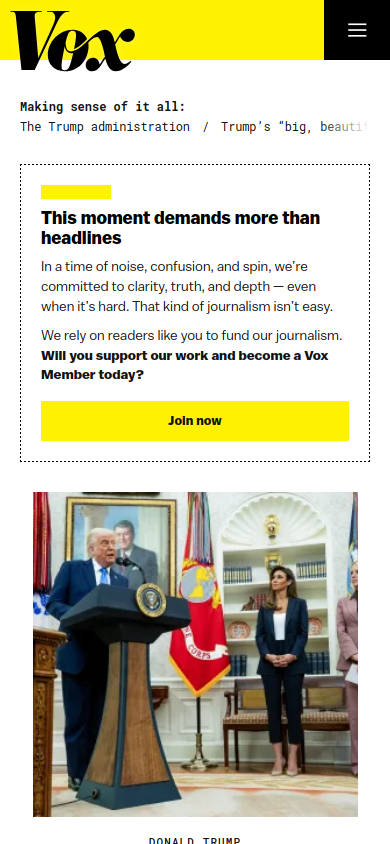 Vox
Making sense of it all:
The Trump administration / Trump's "big, beauti
This moment demands more than
headlines
In a time of noise, confusion, and spin, we're
committed to clarity, truth, and depth — even
when it's hard. That kind of journalism isn't easy.
We rely on readers like you to fund our journalism.
Will you support our work and become a Vox
Member today?
Join now
CORPS
DONALD TRUMP